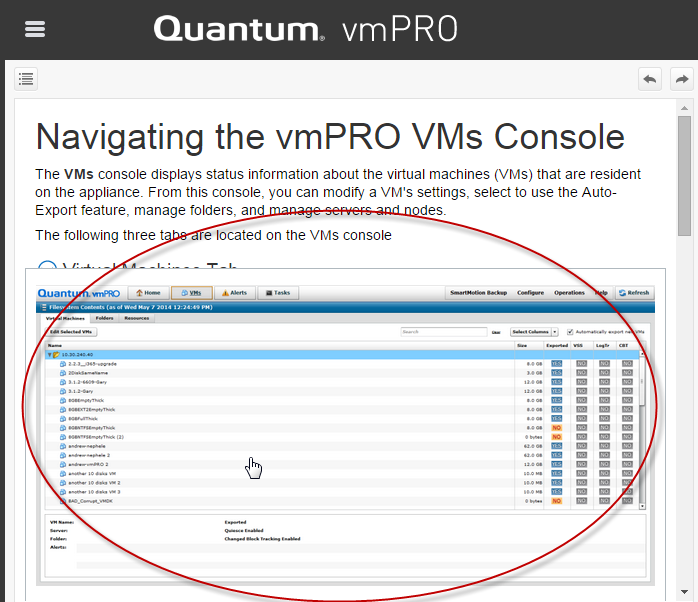 Quantum. vmPRO
Navigating the vmPRO VMs Console
The VMs console displays status information about the virtual machines (VMs) that are resident
on the appliance. From this console, you can modify a VM's settings, select to use the Auto-
Export feature, manage folders, and manage servers and nodes.
The following three tabs are located on the VMs console
Virtual Machines Tab
Quantum. vmPRO Home VMs Alerts Tasks SmartMotion Backup Configure Operations Help Refresh
Filesystem Contents (as of Wed May 7 2014 12:24:49 PM)
Virtual Machines Folders Resources
Edit Selected VMs Search Select Columns Automatically export new VMs
Name Size Exported VSS LogTr CBT
10.30.240.40
2.2.3__i365-upgrade 8.0 GB YES NO NO NO
2DiskSameName 3.0 GB YES NO NO NO
3.1.2-6609-Gary 12.0 GB YES NO NO NO
3.1.2-Gary 12.0 GB YES NO NO NO
8GBEmptyThick 8.0 GB YES NO NO NO
8GBEXT2EmptyThick 8.0 GB YES NO NO NO
8GBFullThick 8.0 GB YES NO NO NO
8GBNTFSEmptyThick 8.0 GB NO NO NO NO
8GBNTFSEmptyThick (2) 0 bytes NO NO NO NO
andrew-nephele 62.0 GB YES NO NO NO
andrew-nephele 2 62.0 GB YES NO NO NO
andrew-vmPRO 2 12.0 GB YES NO NO NO
another 10 disks VM 10.0 MB YES NO NO NO
another 10 disks VM 2 10.0 MB YES NO NO NO
another 10 disks VM 3 10.0 MB YES NO NO NO
BAD_Corrupt_VMDK 0 bytes NO NO NO NO
VM Name: Exported
Server: Quiesce Enabled
Folder: Changed Block Tracking Enabled
Alerts: